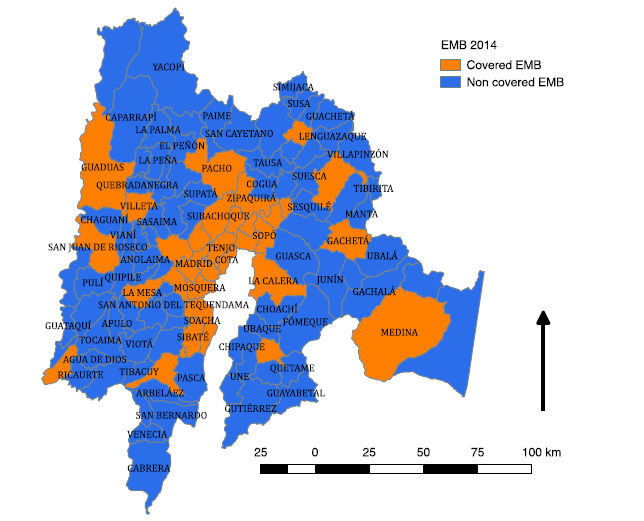 EMB 2014
Covered EMB
Non covered EMB
YACOPÍ
SIMIJACA
SUSA
CAPARRAPÍ
PAIME
GUACHETÁ
LA PALMA
SAN CAYETANO
LENGUAZAQUE
EL PEÑÓN
VILLAPINZÓN
LA PEÑA
TAUSA
GUADUAS
PACHO
SUESCA
QUEBRADANEGRA
COGUA
TIBIRITA
SUPATÁ
ZIPAQUIRÁ
VILLETA
SESQUILÉ
CHAGUANÍ
SASAIMA
SUBACHOQUE
MANTA
VIANÍ
SOPÓ
GACHETÁ
SAN JUAN DE RIOSECO
TENJO
ANOLAIMA
MADRID
COTA
GUASCA
UBALÁ
PULÍ
QUIPILE
LA CALERA
JUNÍN
LA MESA
MOSQUERA
GACHALÁ
SAN ANTONIO DEL TEQUENDAMA
CHOACHÍ
GUATAQUÍ
APULO
SOACHA
FÓMEQUE
UBAQUE
TOCAIMA
VIOTÁ
SIBATÉ
MEDINA
CHIPAQUE
AGUA DE DIOS
RICAURTE
TIBACUY
PASCA
UNE
QUETAME
ARBELÁEZ
GUAYABETAL
SAN BERNARDO
GUTIÉRREZ
VENECIA
CABRERA
25 0 25 50 75 100 km